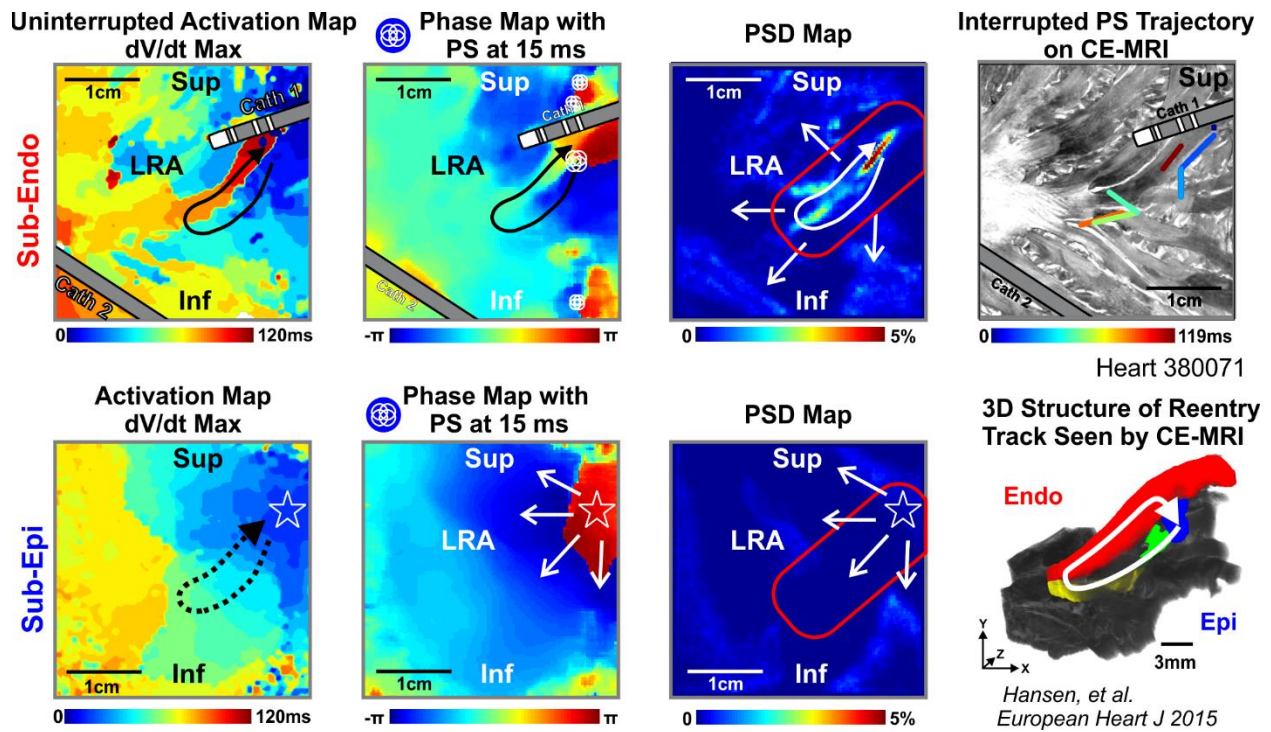 Uninterrupted Activation Map
dV/dt Max
Phase Map with
PS at 15 ms
PSD Map
Interrupted PS Trajectory
on CE-MRI
Sub-Endo
1cm
Sup
Cath 1
LRA
Cath 2
Inf
0
120ms
1cm
Sup
Cath 1
LRA
Cath 2
Inf
-π
π
1cm
Sup
LRA
Inf
0
5%
Sup
Cath 1
Cath 2
1cm
0
119ms
Heart 380071
Activation Map
dV/dt Max
Phase Map with
PS at 15 ms
PSD Map
3D Structure of Reentry
Track Seen by CE-MRI
Sub-Epi
Sup
1cm
Inf
0
120ms
Sup
LRA
1cm
Inf
-π
π
Sup
LRA
1cm
Inf
0
5%
Endo
Epi
Y
Z
X
3mm
Hansen, et al.
European Heart J 2015